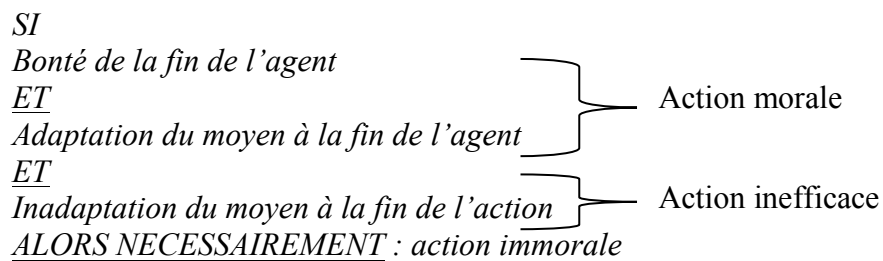 SI
Bonté de la fin de l’agent
ET
Action morale
Adaptation du moyen à la fin de l’agent
ET
Action inefficace
Inadaptation du moyen à la fin de l’action
ALORS NECESSAIREMENT : action immorale